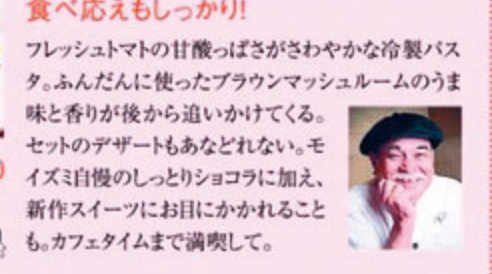 食べ応えもしっかり!
フレッシュトマトの甘酸っぱさがさわやかな冷製パス
タ。ふんだんに使ったブラウンマッシュルームのうま
味と香りが後から追いかけてくる。
セットのデザートもあなどれない。モ
イズミ自慢のしっとりショコラに加え、
新作スイーツにお目にかかれること
も。カフェタイムまで満喫して。